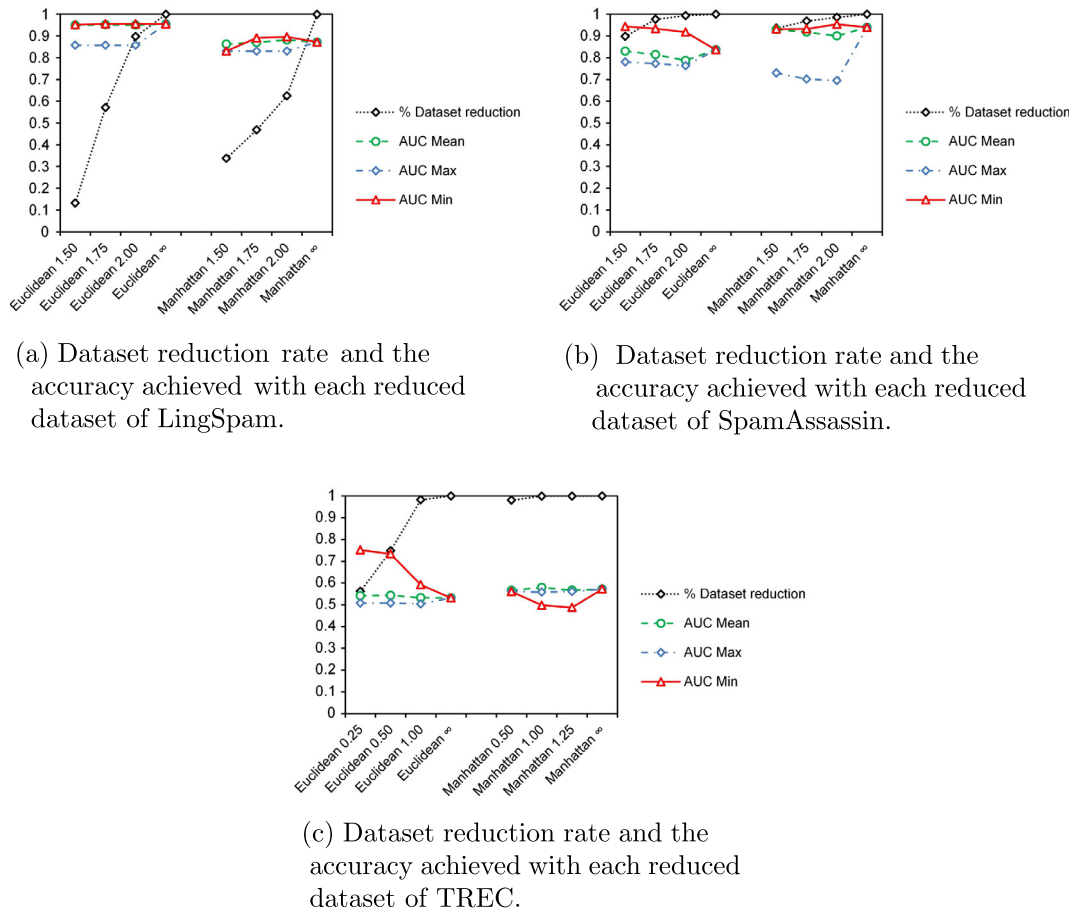 1
0.9
0.8
0.7
0.6
0.5
0.4
0.3
0.2
0.1
0
Euclidean 1.50
Euclidean 1.75
Euclidean 2.00
Euclidean ∞
Manhattan 1.50
Manhattan 1.75
Manhattan 2.00
Manhattan ∞
% Dataset reduction
AUC Mean
AUC Max
AUC Min
(a) Dataset reduction rate and the
accuracy achieved with each reduced
dataset of LingSpam.
1
0.9
0.8
0.7
0.6
0.5
0.4
0.3
0.2
0.1
0
Euclidean 1.50
Euclidean 1.75
Euclidean 2.00
Euclidean ∞
Manhattan 1.50
Manhattan 1.75
Manhattan 2.00
Manhattan ∞
% Dataset reduction
AUC Mean
AUC Max
AUC Min
(b) Dataset reduction rate and the
accuracy achieved with each reduced
dataset of SpamAssassin.
1
0.9
0.8
0.7
0.6
0.5
0.4
0.3
0.2
0.1
0
Euclidean 0.25
Euclidean 0.50
Euclidean 1.00
Euclidean ∞
Manhattan 0.50
Manhattan 1.00
Manhattan 1.25
Manhattan ∞
% Dataset reduction
AUC Mean
AUC Max
AUC Min
(c) Dataset reduction rate and the
accuracy achieved with each reduced
dataset of TREC.